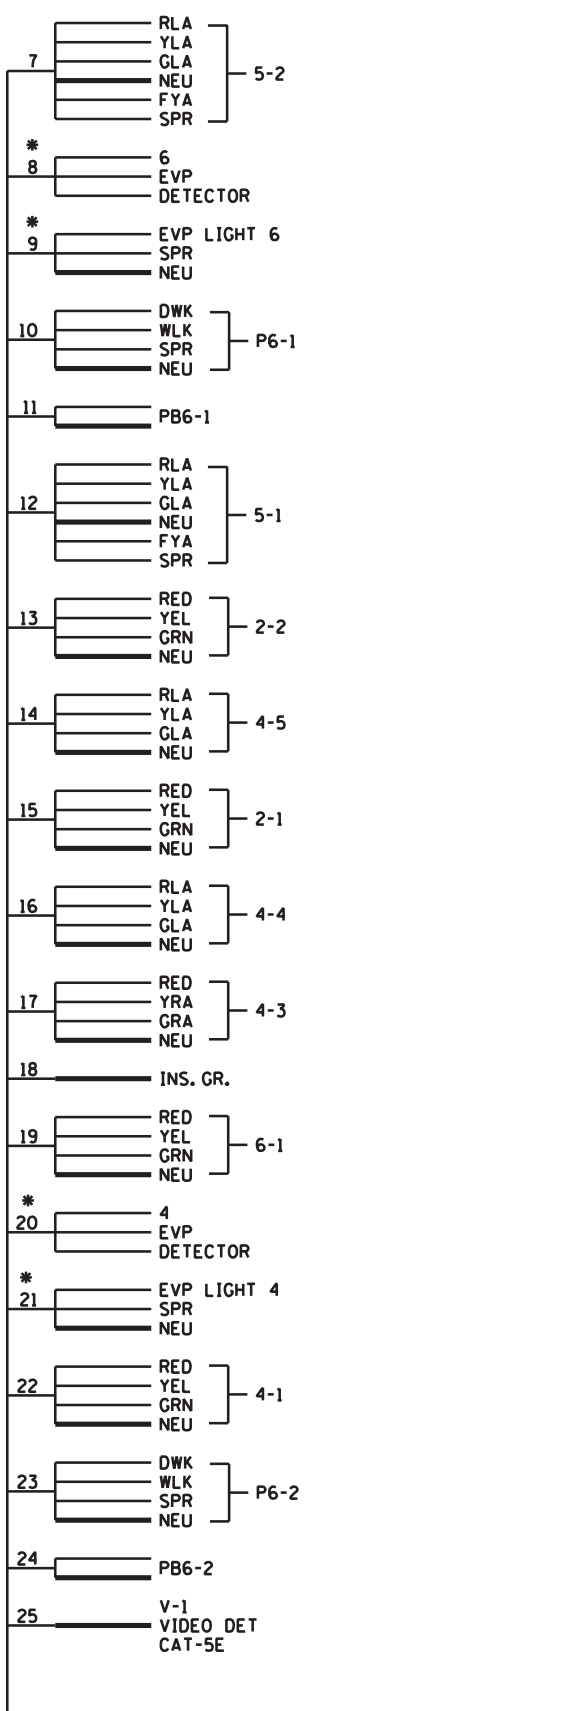 RLA
YLA
7
GLA
5-2
NEU
FYA
SPR
*
8
6
EVP
DETECTOR
*
9
EVP LIGHT 6
SPR
NEU
10
DWK
WLK
SPR
NEU
P6-1
11
PB6-1
12
RLA
YLA
GLA
NEU
FYA
SPR
5-1
13
RED
YEL
GRN
NEU
2-2
14
RLA
YLA
GLA
NEU
4-5
15
RED
YEL
GRN
NEU
2-1
16
RLA
YLA
GLA
NEU
4-4
17
RED
YRA
GRA
NEU
4-3
18
INS. GR.
19
RED
YEL
GRN
NEU
6-1
*
20
4
EVP
DETECTOR
*
21
EVP LIGHT 4
SPR
NEU
22
RED
YEL
GRN
NEU
4-1
23
DWK
WLK
SPR
NEU
P6-2
24
PB6-2
25
V-1
VIDEO DET
CAT-5E